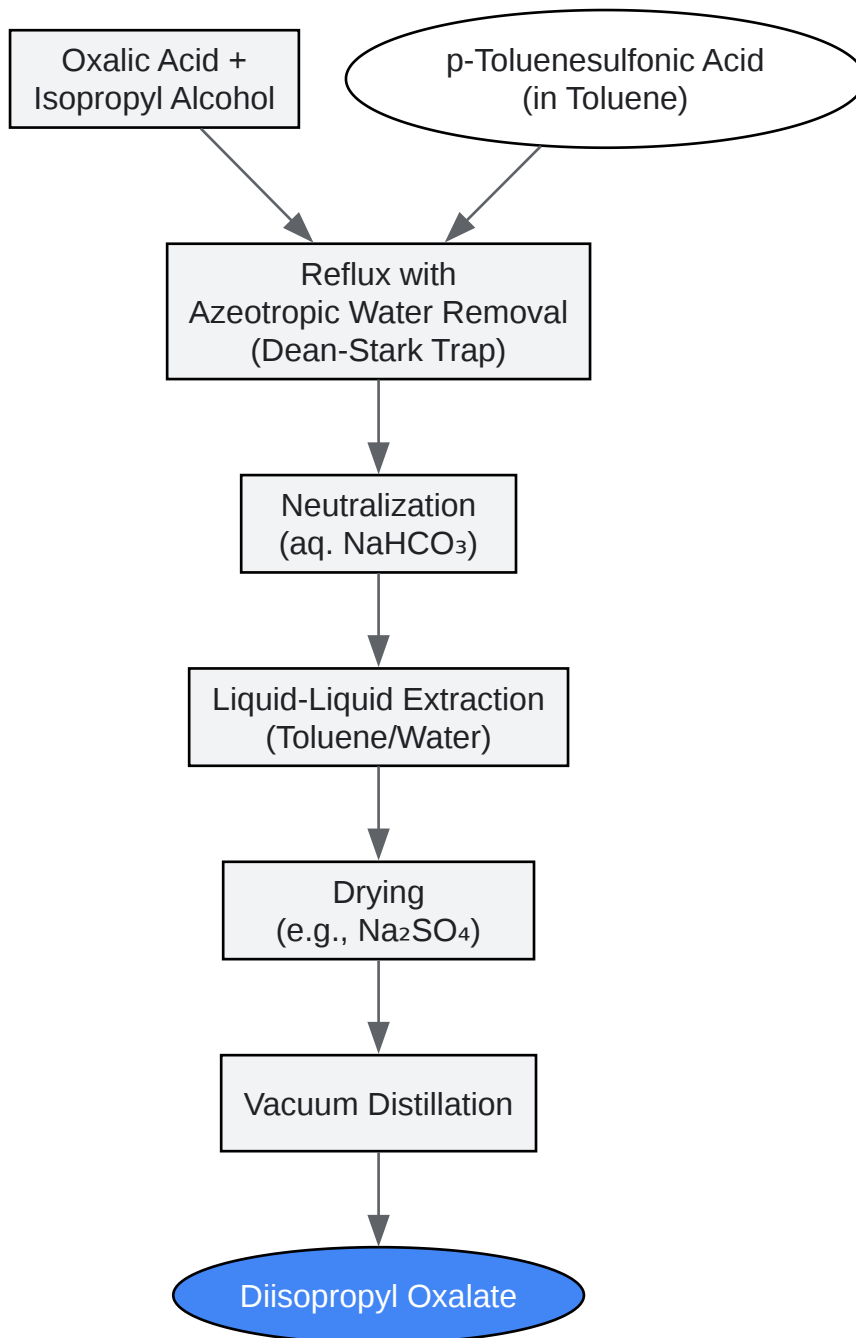 Oxalic Acid +
Isopropyl Alcohol
p-Toluenesulfonic Acid
(in Toluene)
Reflux with
Azeotropic Water Removal
(Dean-Stark Trap)
Neutralization
(aq. NaHCO₃)
Liquid-Liquid Extraction
(Toluene/Water)
Drying
(e.g., Na₂SO₄)
Vacuum Distillation
Diisopropyl Oxalate